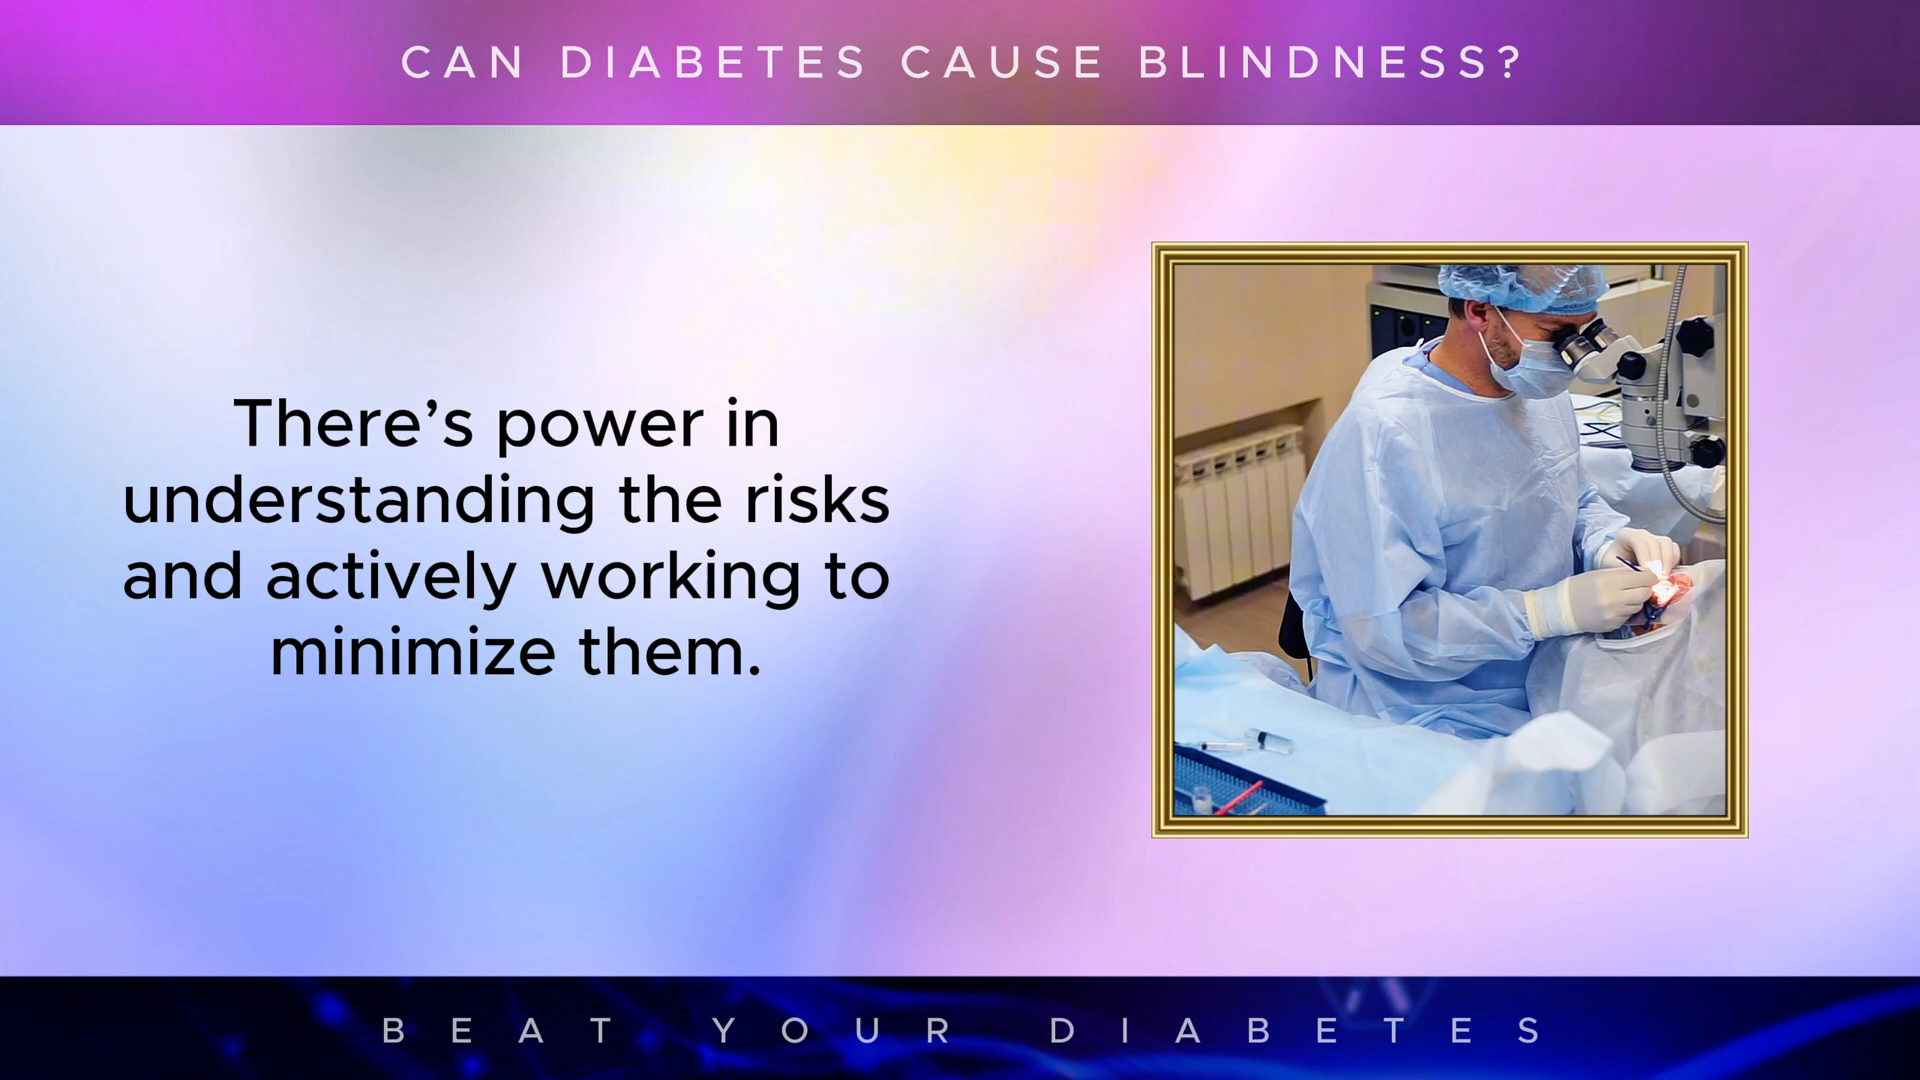 CAN DIABETES CAUSE BLINDNESS?
There’s power in
understanding the risks
and actively working to
minimize them.
BEAT YOUR DIABETES